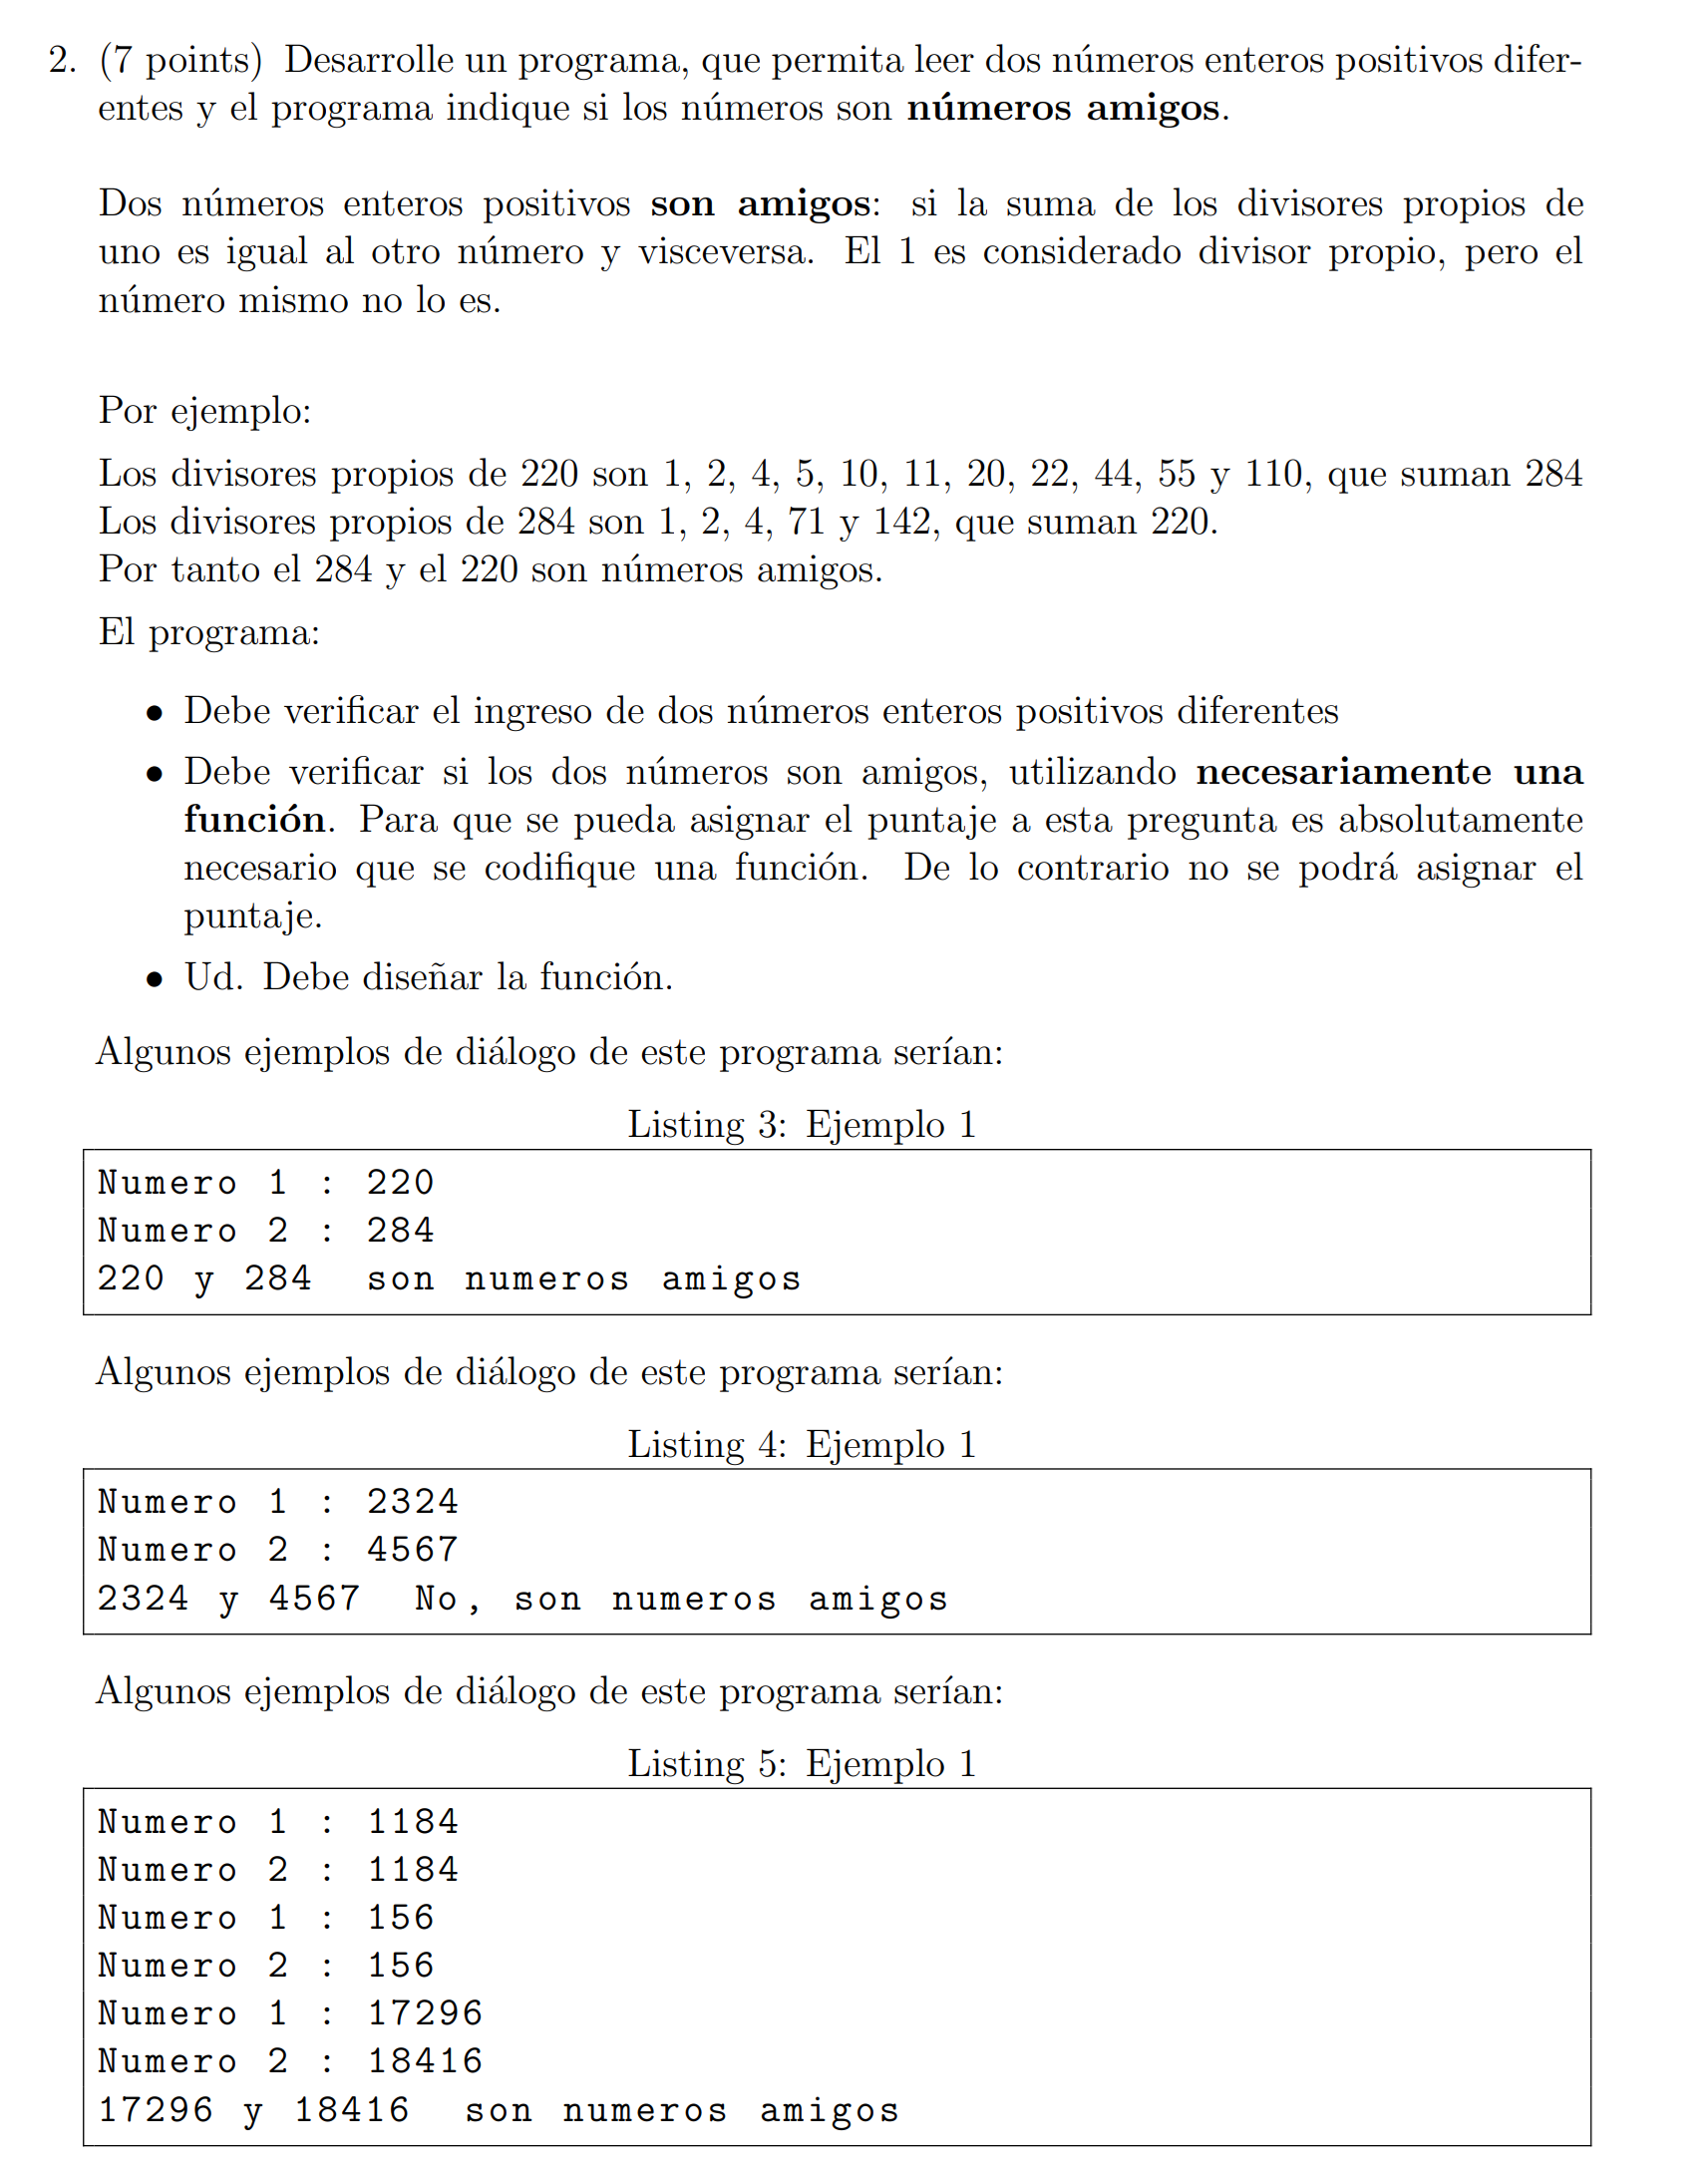 2. (7 points) Desarrolle un programa, que permita leer dos números enteros positivos difer-
entes y el programa indique si los números son números amigos.
Dos números enteros positivos son amigos: si la suma de los divisores propios de
uno es igual al otro número y visceversa. El 1 es considerado divisor propio, pero el
número mismo no lo es.
Por ejemplo:
Los divisores propios de 220 son 1, 2, 4, 5, 10, 11, 20, 22, 44, 55 y 110, que suman 284
Los divisores propios de 284 son 1, 2, 4, 71 y 142, que suman 220.
Por tanto el 284 y el 220 son números amigos.
El programa:
• Debe verificar el ingreso de dos números enteros positivos diferentes
• Debe verificar si los dos números son amigos, utilizando necesariamente una
función. Para que se pueda asignar el puntaje a esta pregunta es absolutamente
necesario que se codifique una función. De lo contrario no se podrá asignar el
puntaje.
• Ud. Debe diseñar la función.
Algunos ejemplos de diálogo de este programa serían:
Listing 3: Ejemplo 1
Numero 1 : 220
Numero 2 : 284
220 y 284  son numeros amigos
Algunos ejemplos de diálogo de este programa serían:
Listing 4: Ejemplo 1
Numero 1 : 2324
Numero 2 : 4567
2324 y 4567  No, son numeros amigos
Algunos ejemplos de diálogo de este programa serían:
Listing 5: Ejemplo 1
Numero 1 : 1184
Numero 2 : 1184
Numero 1 : 156
Numero 2 : 156
Numero 1 : 17296
Numero 2 : 18416
17296 y 18416  son numeros amigos